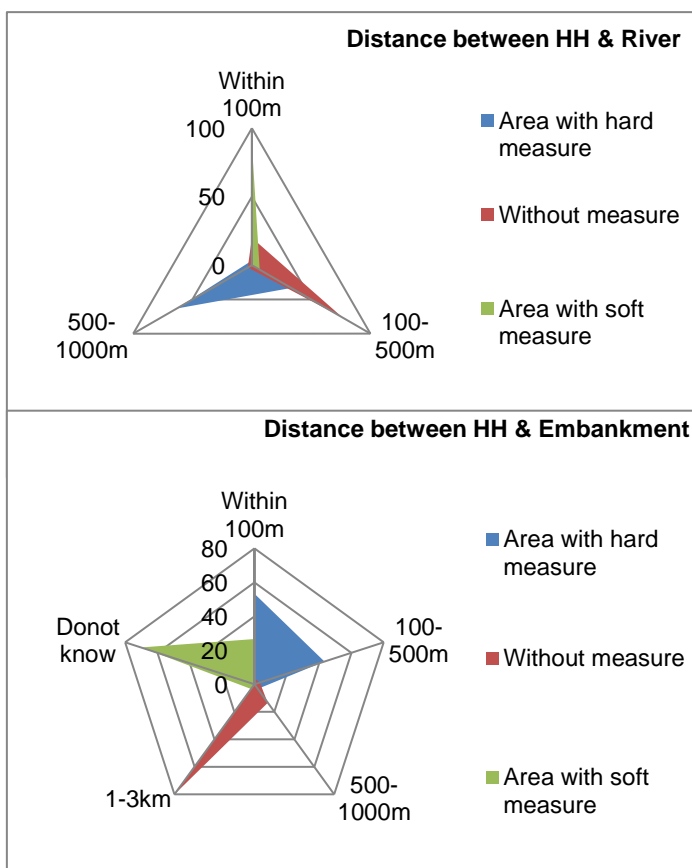 Distance between HH & River
Within
100m
100
50
0
500-
1000m
100-
500m
Area with hard
measure
Without measure
Area with soft
measure
Distance between HH & Embankment
Within
100m
80
60
40
20
0
Donot
know
100-
500m
1-3km
500-
1000m
Area with hard
measure
Without measure
Area with soft
measure